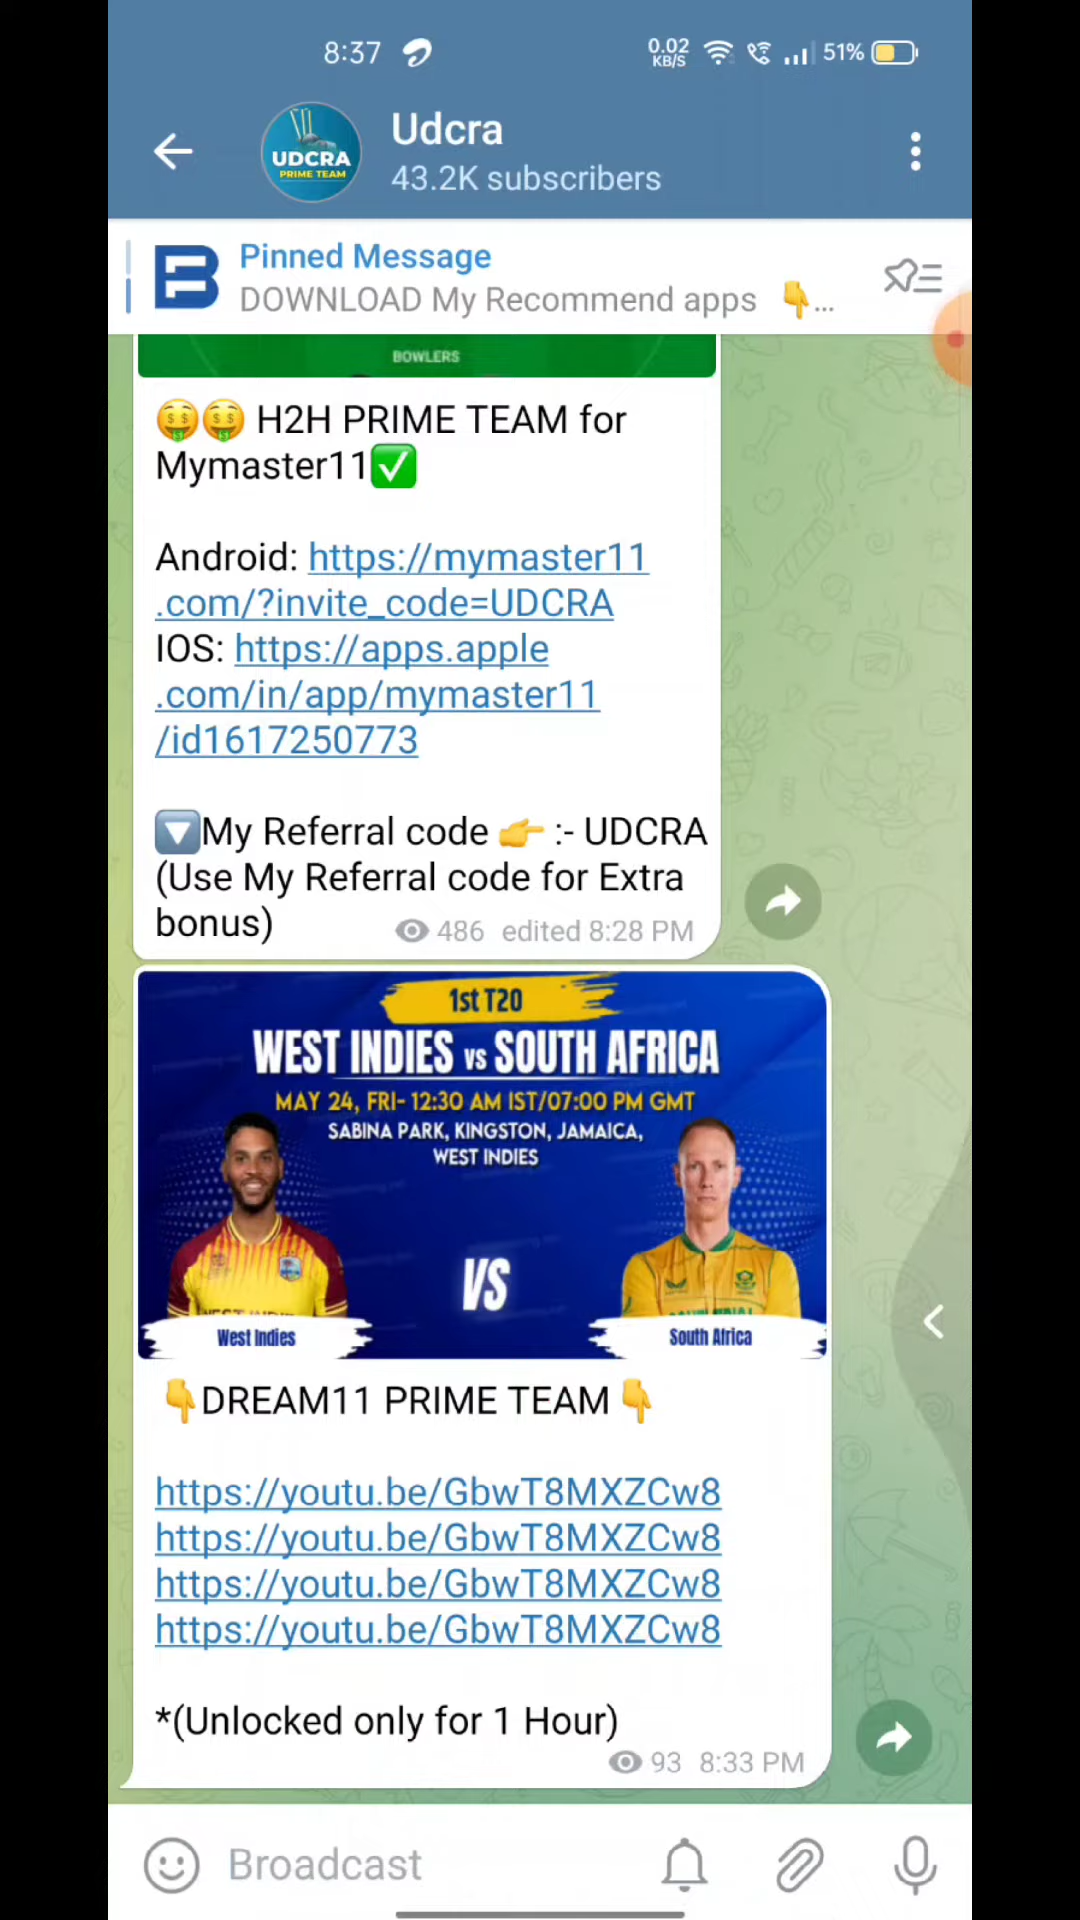 8:37
0.02
KB/S
51%
UDCRA
PRIME TEAM
Udcra
43.2K subscribers
Pinned Message
DOWNLOAD My Recommend apps 👇...
BOWLERS
🤑🤑 H2H PRIME TEAM for
Mymaster11✅
Android: https://mymaster11
.com/?invite_code=UDCRA
IOS: https://apps.apple
.com/in/app/mymaster11
/id1617250773
🔽My Referral code 👉 :- UDCRA
(Use My Referral code for Extra
bonus)
486 edited 8:28 PM
1st T20
WEST INDIES vs SOUTH AFRICA
MAY 24, FRI- 12:30 AM IST/07:00 PM GMT
SABINA PARK, KINGSTON, JAMAICA,
WEST INDIES
VS
West Indies
South Africa
👇DREAM11 PRIME TEAM👇
https://youtu.be/GbwT8MXZCw8
https://youtu.be/GbwT8MXZCw8
https://youtu.be/GbwT8MXZCw8
https://youtu.be/GbwT8MXZCw8
*(Unlocked only for 1 Hour)
93 8:33 PM
Broadcast